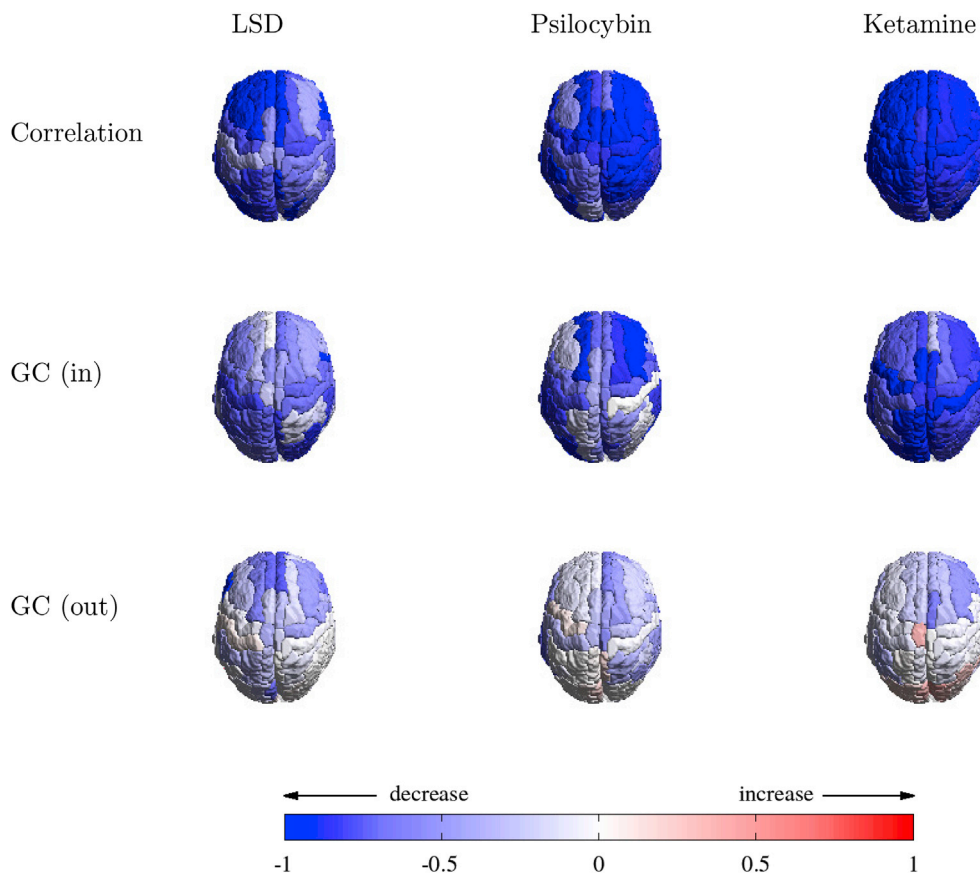 LSD Psilocybin Ketamine
Correlation
GC (in)
GC (out)
decrease increase
-1 -0.5 0 0.5 1